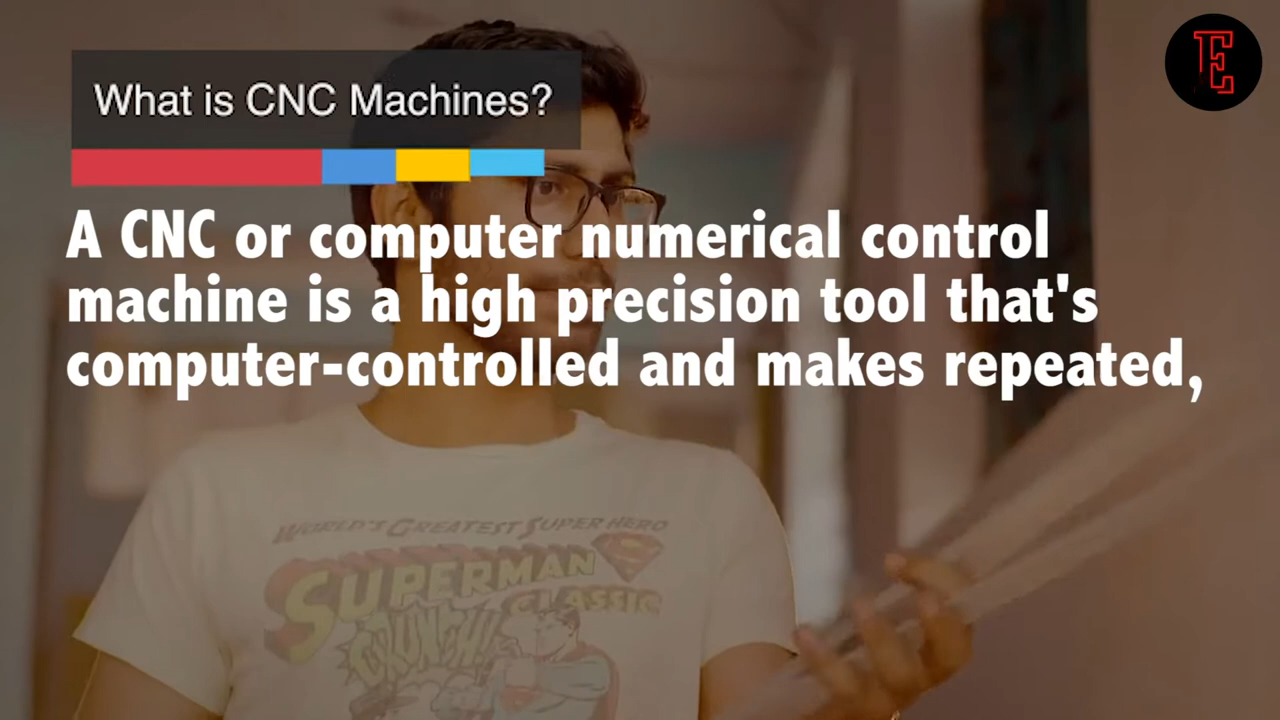 What is CNC Machines?
E
A CNC or computer numerical control
machine is a high precision tool that's
computer-controlled and makes repeated,
WORLD'S GREATEST SUPER HERO
SUPERMAN
CLASSIC
CRUNCH!